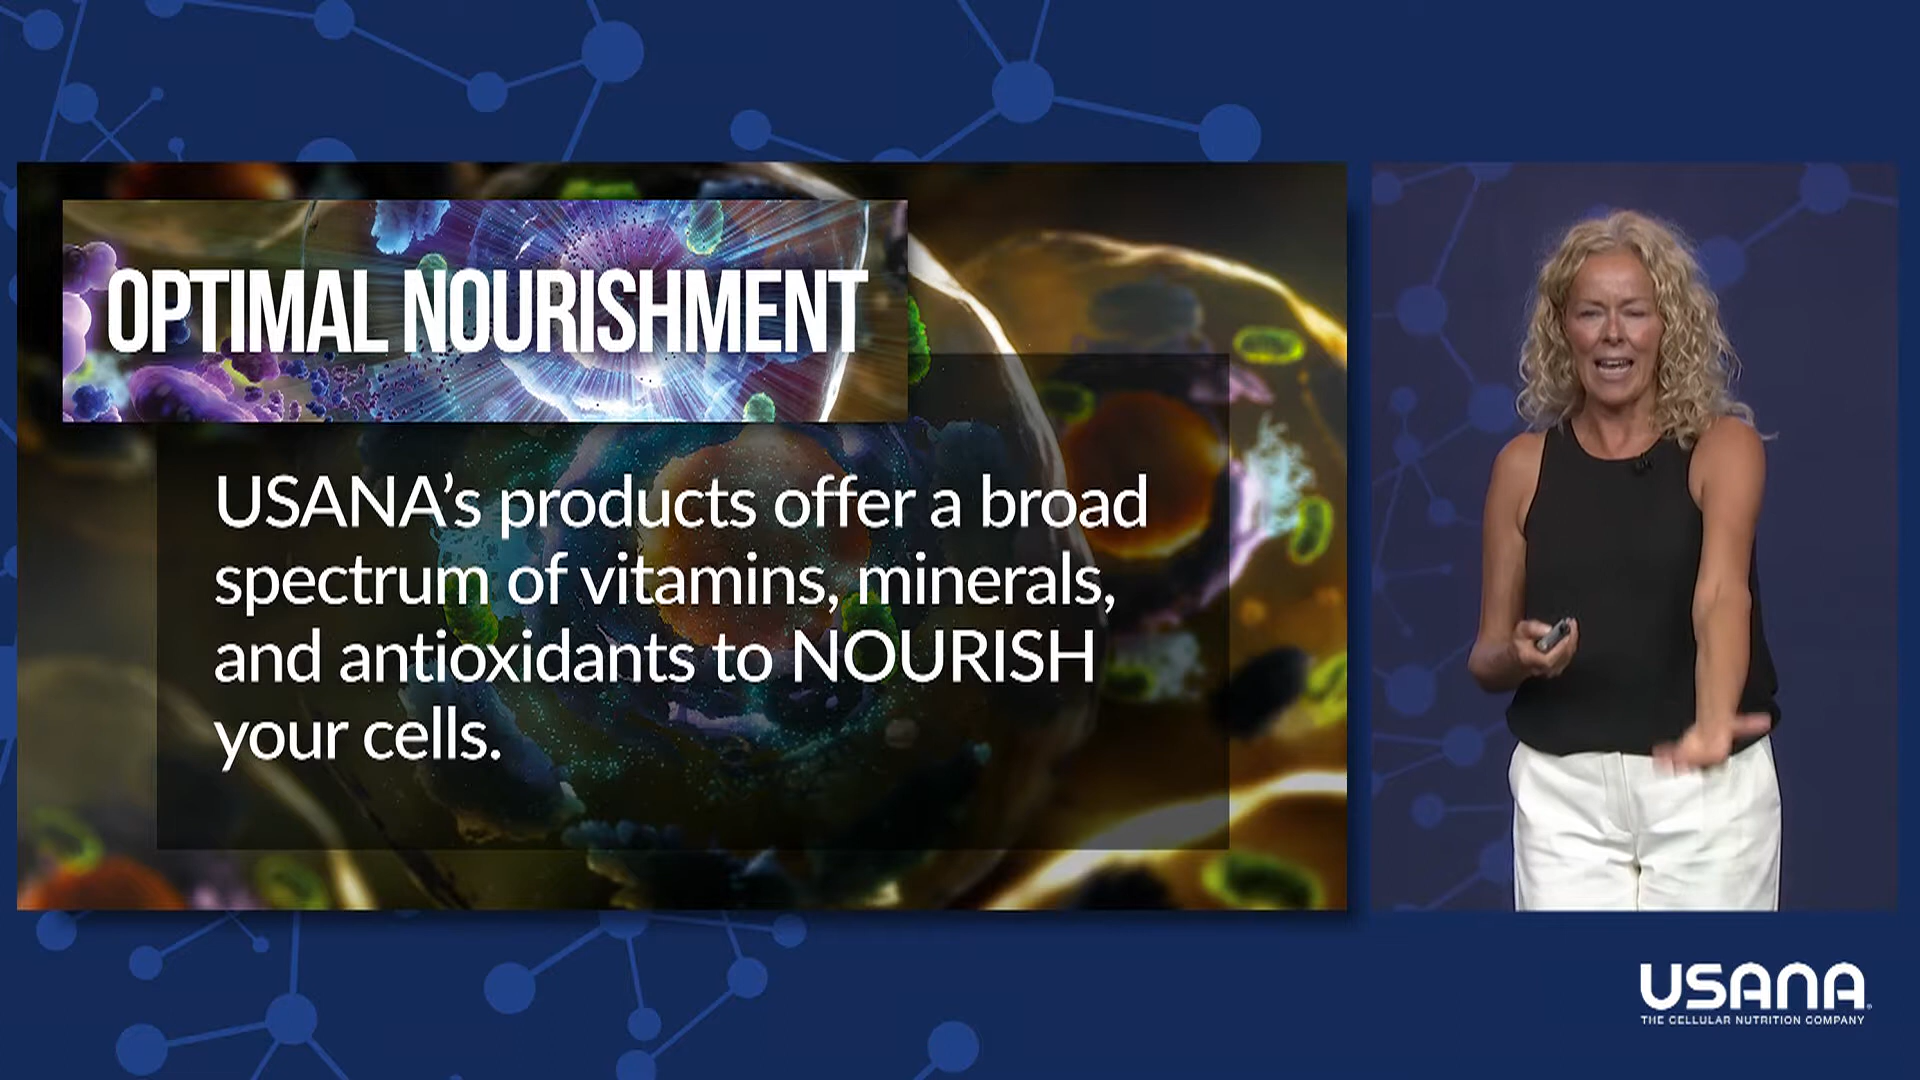 OPTIMAL NOURISHMENT
USANA’s products offer a broad
spectrum of vitamins, minerals,
and antioxidants to NOURISH
your cells.
USANA®
THE CELLULAR NUTRITION COMPANY